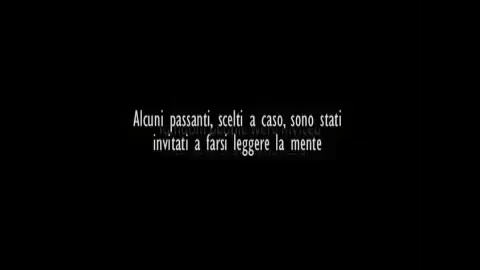 Alcuni passanti, scelti a caso, sono stati
invitati a farsi leggere la mente